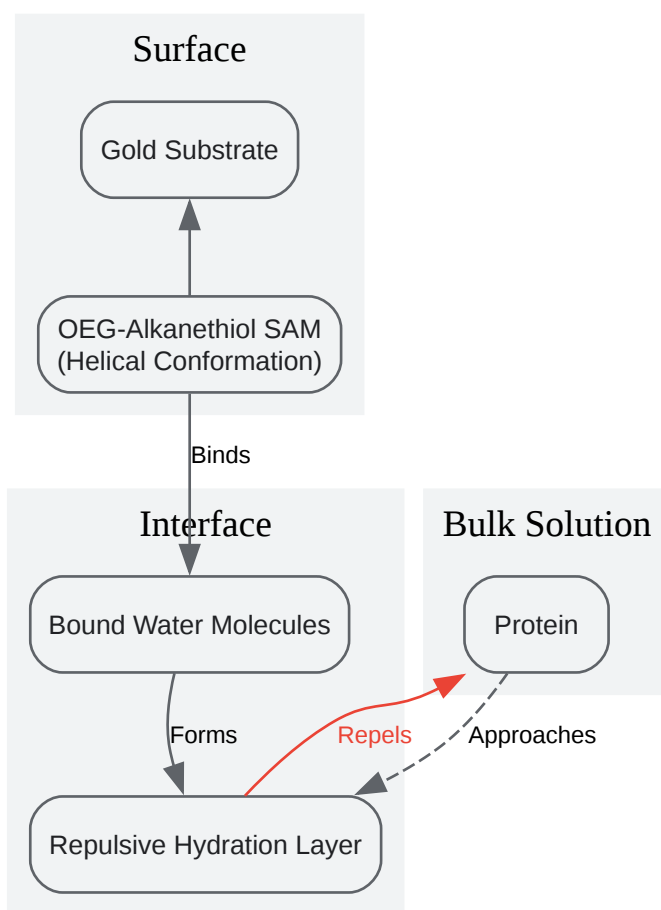 Surface
Gold Substrate
OEG-Alkanethiol SAM
(Helical Conformation)
Binds
Interface
Bulk Solution
Bound Water Molecules
Protein
Forms
Repels
Approaches
Repulsive Hydration Layer